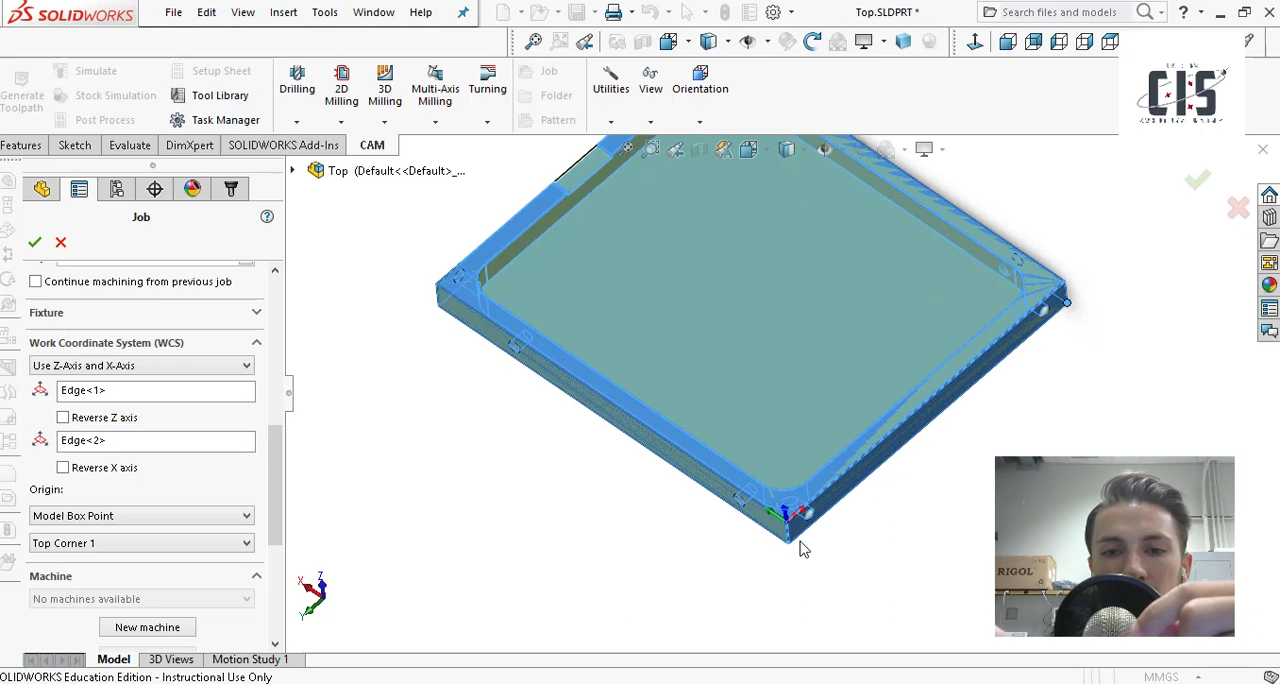 SOLIDWORKS File Edit View Insert Tools Window Help Top.SLDPRT * Search files and models ?
Generate Toolpath
Simulate
Stock Simulation
Post Process
Setup Sheet
Tool Library
Task Manager
Drilling
2D Milling
3D Milling
Multi-Axis Milling
Turning
Job
Folder
Pattern
Utilities
View
Orientation
CIS
Features Sketch Evaluate DimXpert SOLIDWORKS Add-Ins CAM
Top (Default<<Default>_...
Job
Continue machining from previous job
Fixture
Work Coordinate System (WCS)
Use Z-Axis and X-Axis
Edge<1>
Reverse Z axis
Edge<2>
Reverse X axis
Origin:
Model Box Point
Top Corner 1
Machine
No machines available
New machine
X
Z
Y
RIGOL
Model 3D Views Motion Study 1
OLIDWORKS Education Edition - Instructional Use Only
MMGS